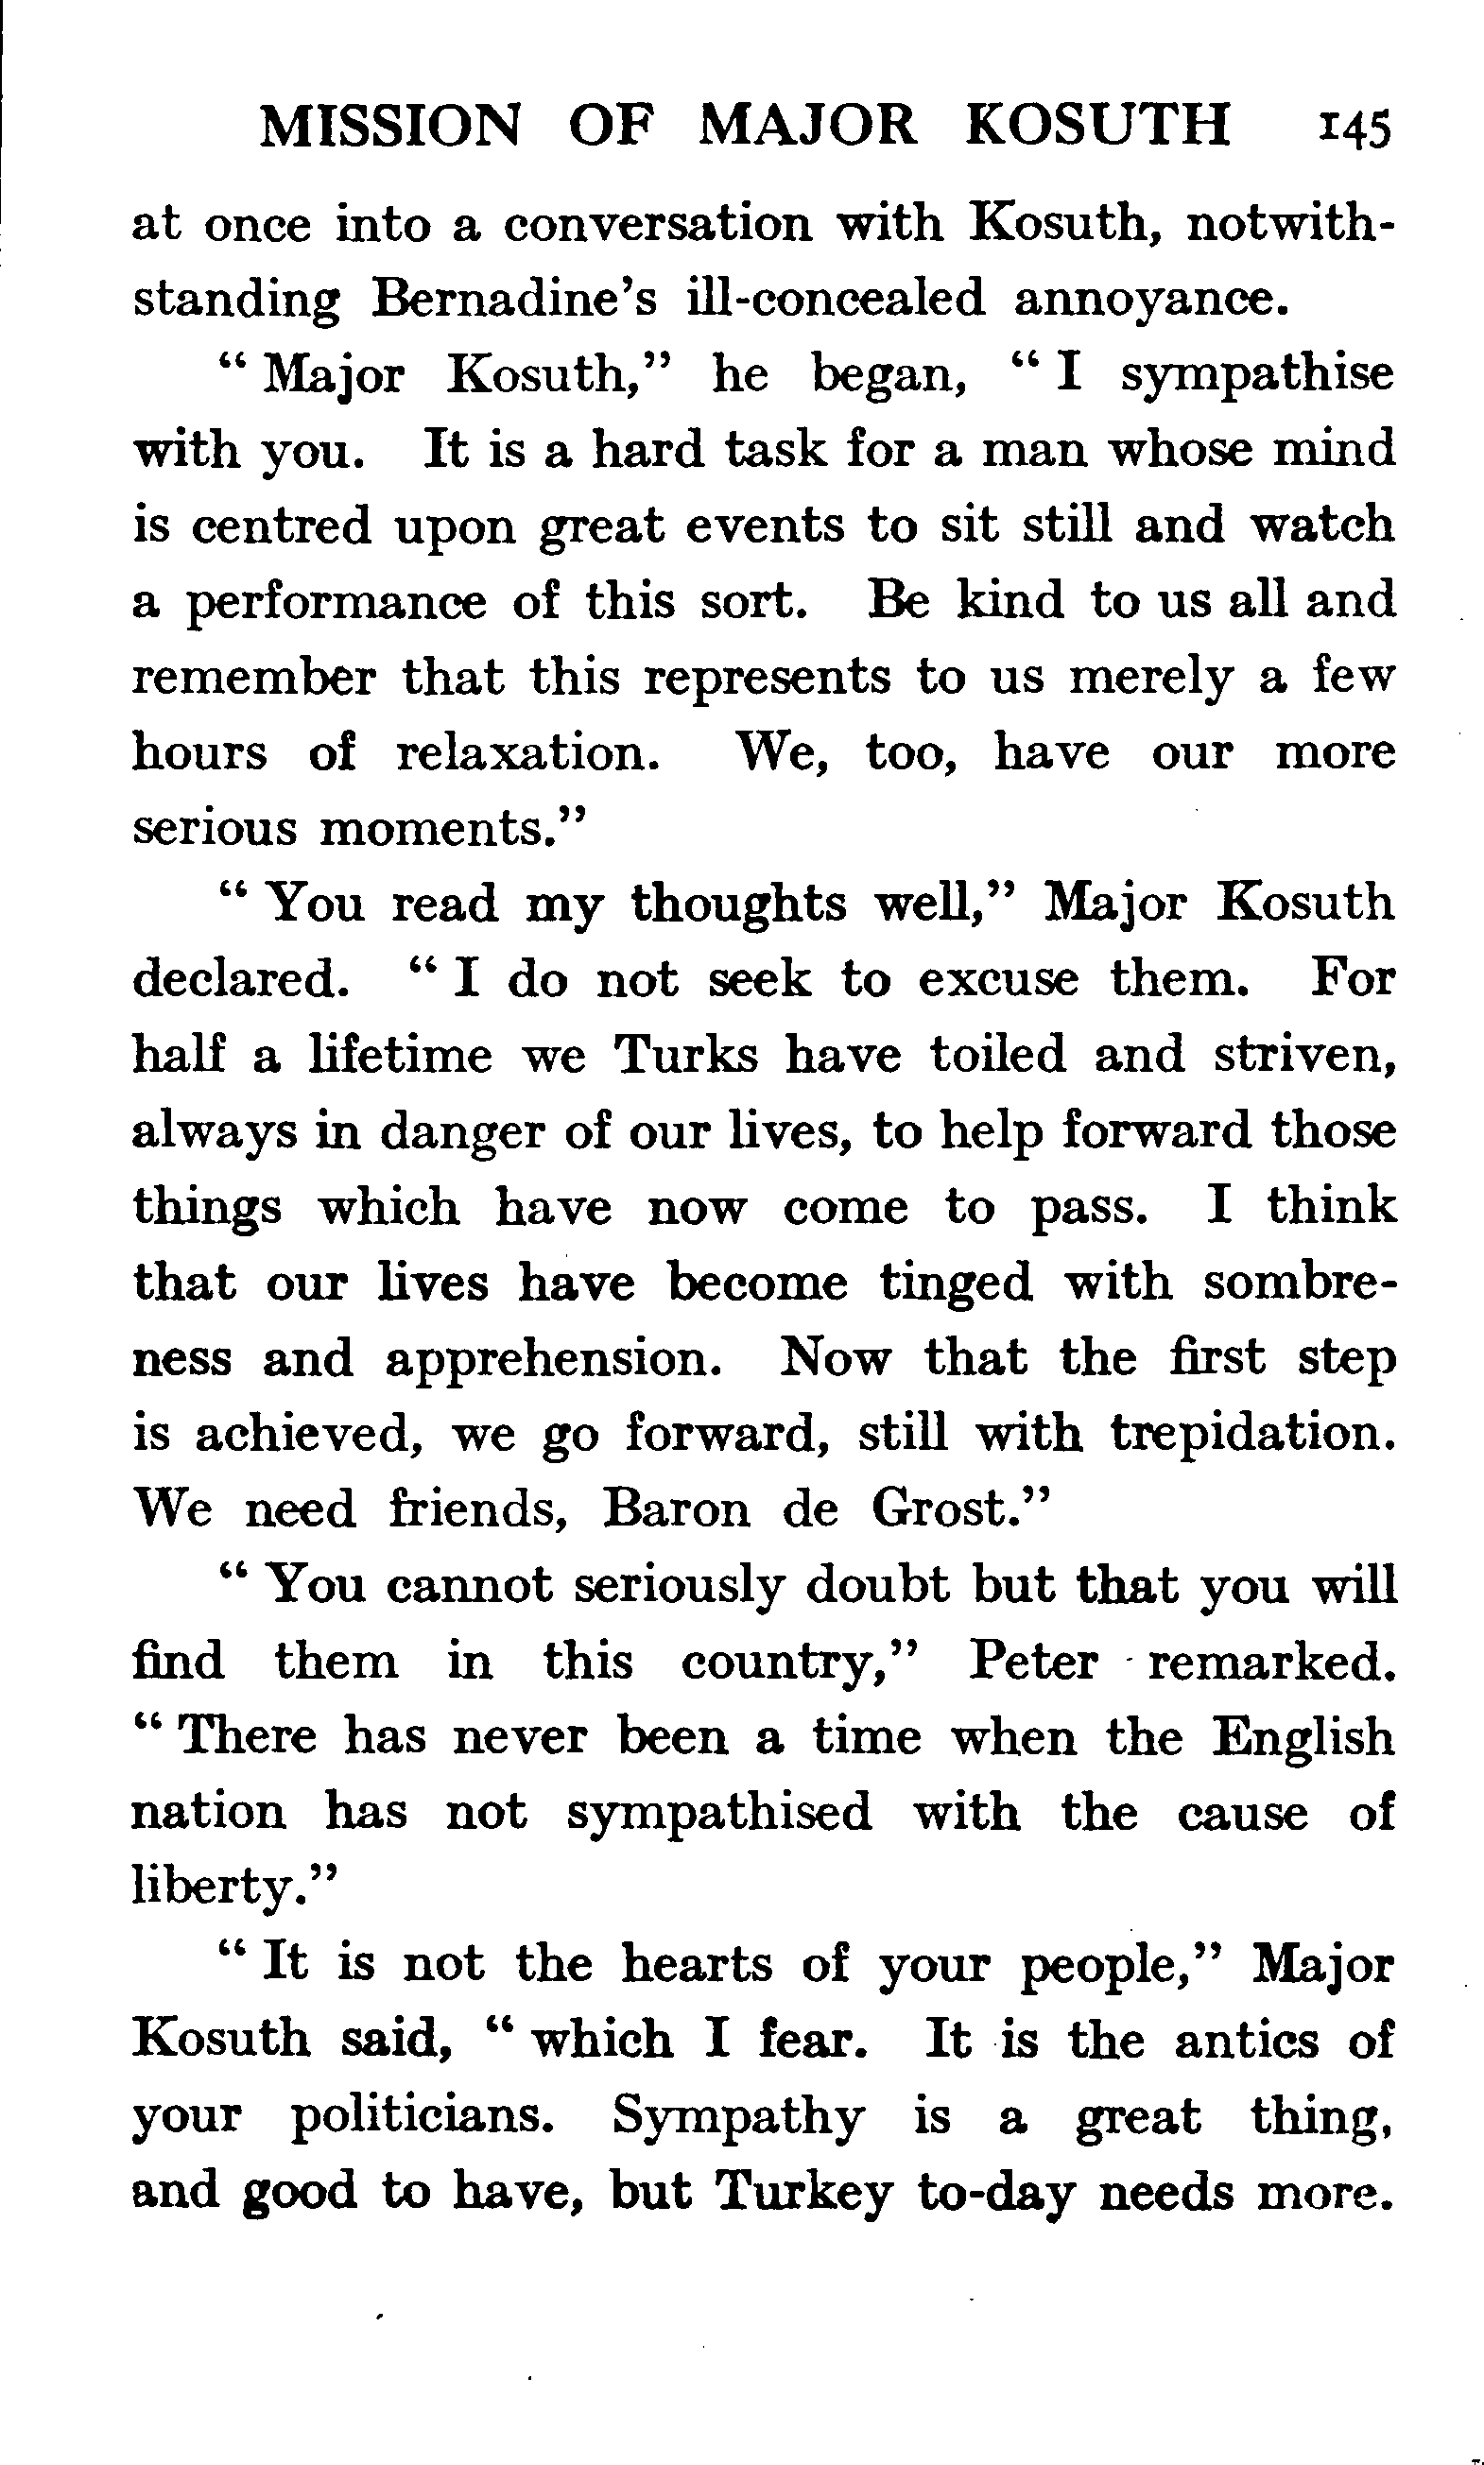 MISSION OF MAJOR KOSUTH 145
at once into a conversation with Kosuth, notwith-
standing Bernadine's ill-concealed annoyance.
" Major Kosuth," he began, " I sympathise
with you. It is a hard task for a man whose mind
is centred upon great events to sit still and watch
a performance of this sort. Be kind to us all and
remember that this represents to us merely a few
hours of relaxation. We, too, have our more
serious moments."
" You read my thoughts well," Major Kosuth
declared. " I do not seek to excuse them. For
half a lifetime we Turks have toiled and striven,
always in danger of our lives, to help forward those
things which have now come to pass. I think
that our lives have become tinged with sombre-
ness and apprehension. Now that the first step
is achieved, we go forward, still with trepidation.
We need friends, Baron de Grost."
" You cannot seriously doubt but that you will
find them in this country," Peter remarked.
" There has never been a time when the English
nation has not sympathised with the cause of
liberty."
" It is not the hearts of your people," Major
Kosuth said, " which I fear. It is the antics of
your politicians. Sympathy is a great thing,
and good to have, but Turkey to-day needs more.